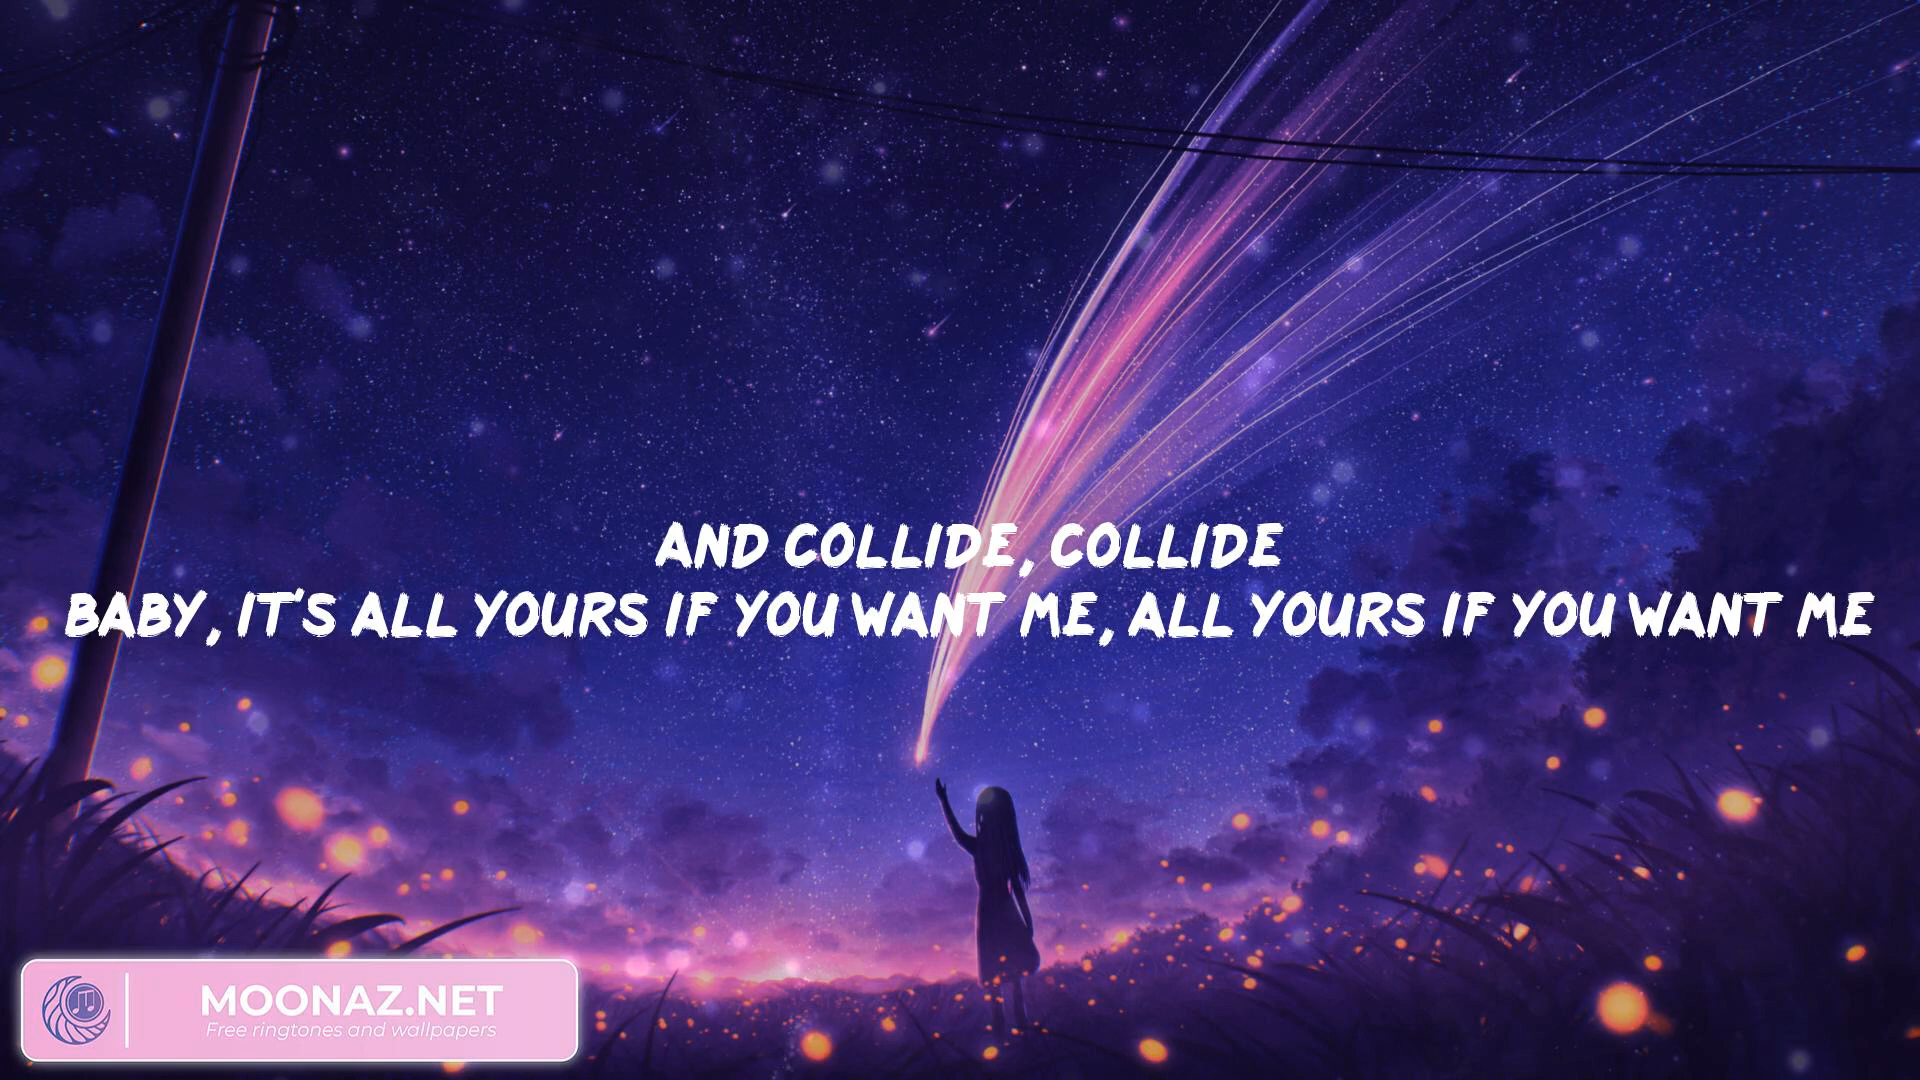 AND COLLIDE, COLLIDE
BABY, IT'S ALL YOURS IF YOU WANT ME, ALL YOURS IF YOU WANT ME
MOONAZ.NET
Free ringtones and wallpapers